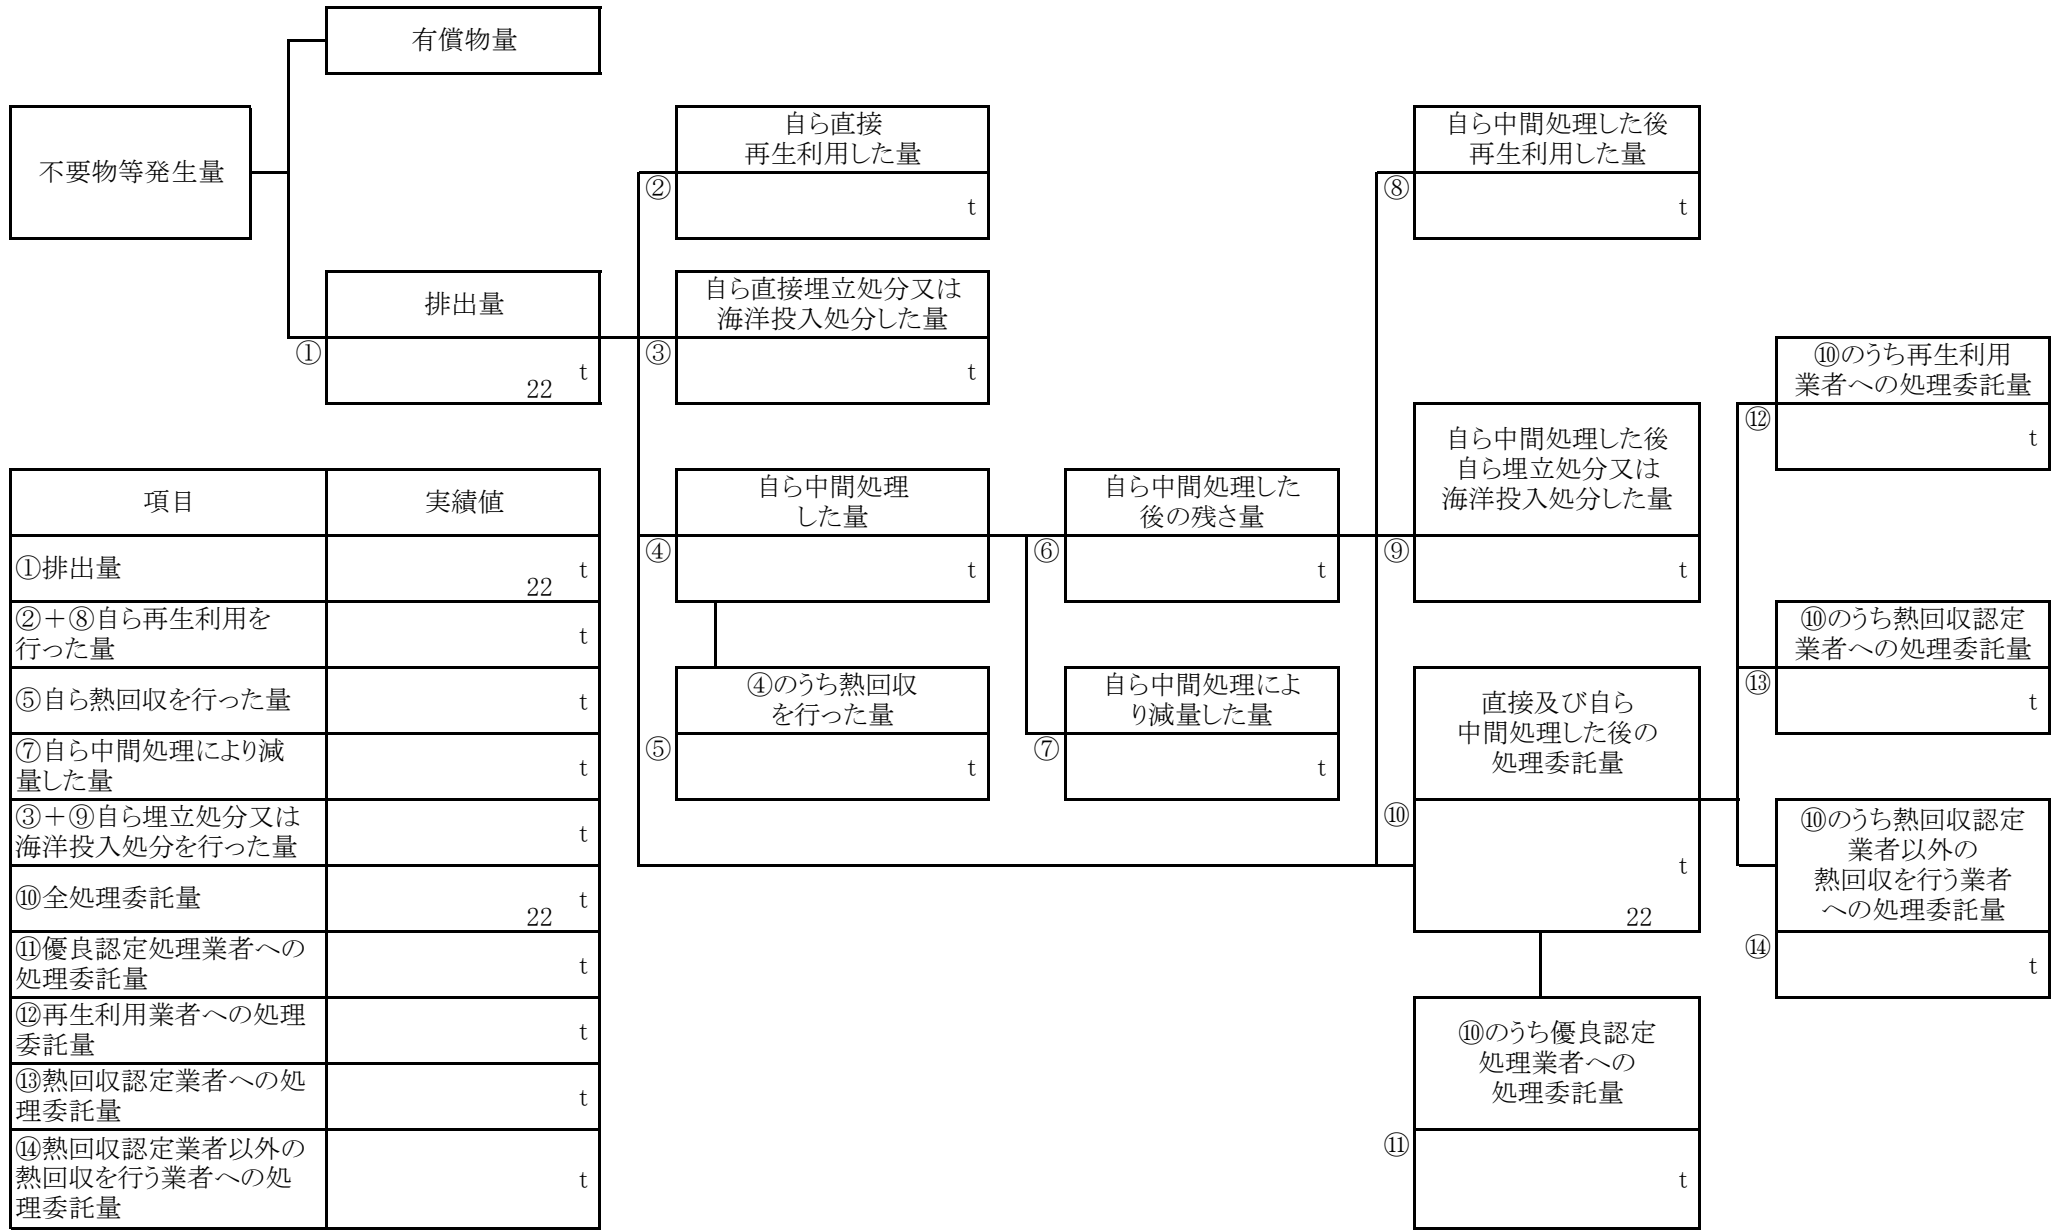 有償物量
不要物等発生量
排出量
①
t
22
自ら直接
再生利用した量
②
t
自ら直接埋立処分又は
海洋投入処分した量
③
t
自ら中間処理
した量
④
t
④のうち熱回収
を行った量
⑤
t
自ら中間処理した
後の残さ量
⑥
t
自ら中間処理によ
り減量した量
⑦
t
自ら中間処理した後
再生利用した量
⑧
t
自ら中間処理した後
自ら埋立処分又は
海洋投入処分した量
⑨
t
直接及び自ら
中間処理した後の
処理委託量
⑩
t
22
⑩のうち優良認定
処理業者への
処理委託量
⑪
t
⑩のうち再生利用
業者への処理委託量
⑫
t
⑩のうち熱回収認定
業者への処理委託量
⑬
t
⑩のうち熱回収認定
業者以外の
熱回収を行う業者
への処理委託量
⑭
t
項目 実績値
①排出量 t
22
②+⑧自ら再生利用を
行った量 t
⑤自ら熱回収を行った量 t
⑦自ら中間処理により減
量した量 t
③+⑨自ら埋立処分又は
海洋投入処分を行った量 t
⑩全処理委託量 t
22
⑪優良認定処理業者への
処理委託量 t
⑫再生利用業者への処理
委託量 t
⑬熱回収認定業者への処
理委託量 t
⑭熱回収認定業者以外の
熱回収を行う業者への処 t
理委託量